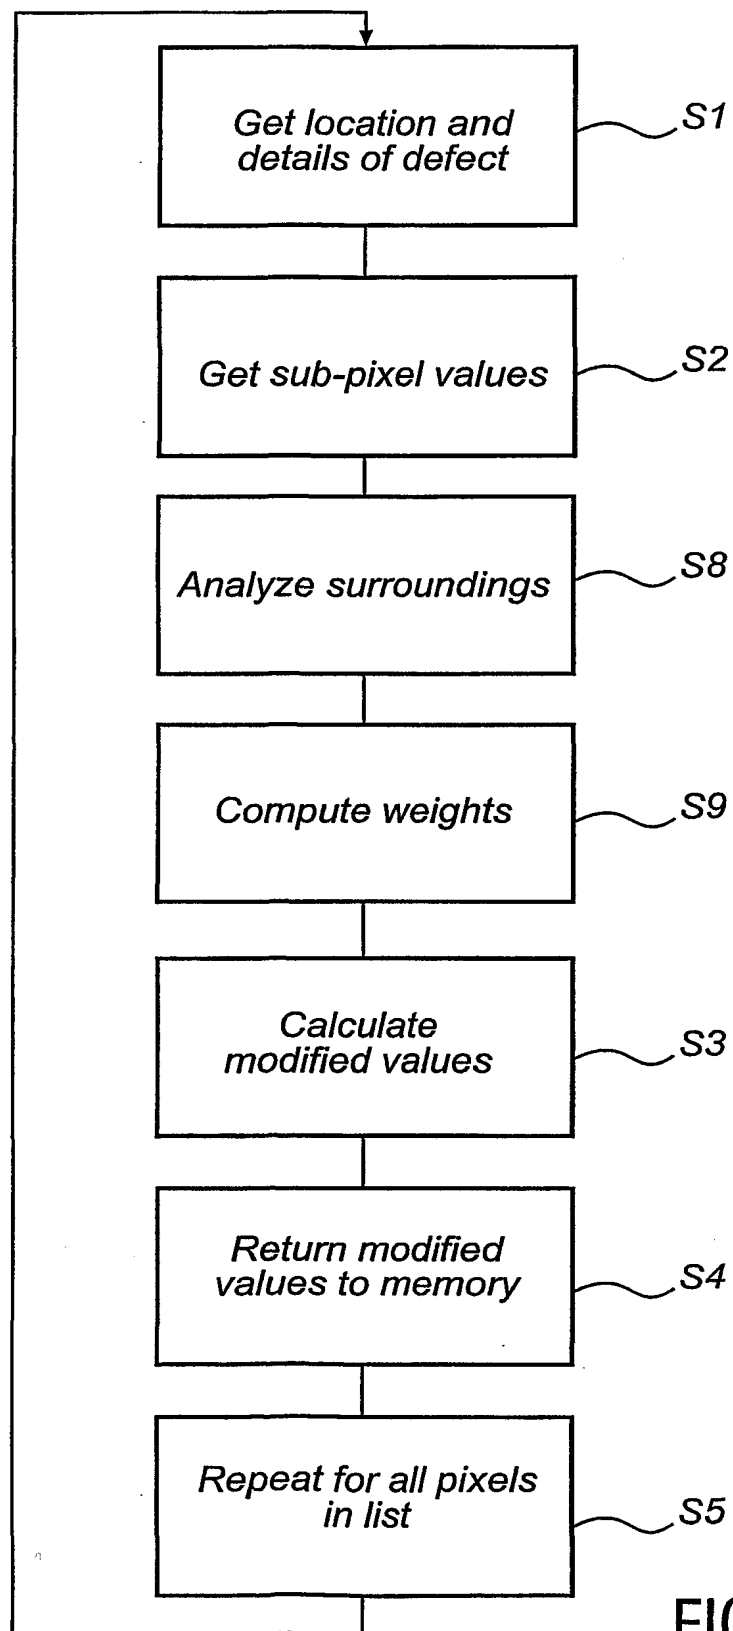 Get location and
details of defect
S1
Get sub-pixel values
S2
Analyze surroundings
S8
Compute weights
S9
Calculate
modified values
S3
Return modified
values to memory
S4
Repeat for all pixels
in list
S5